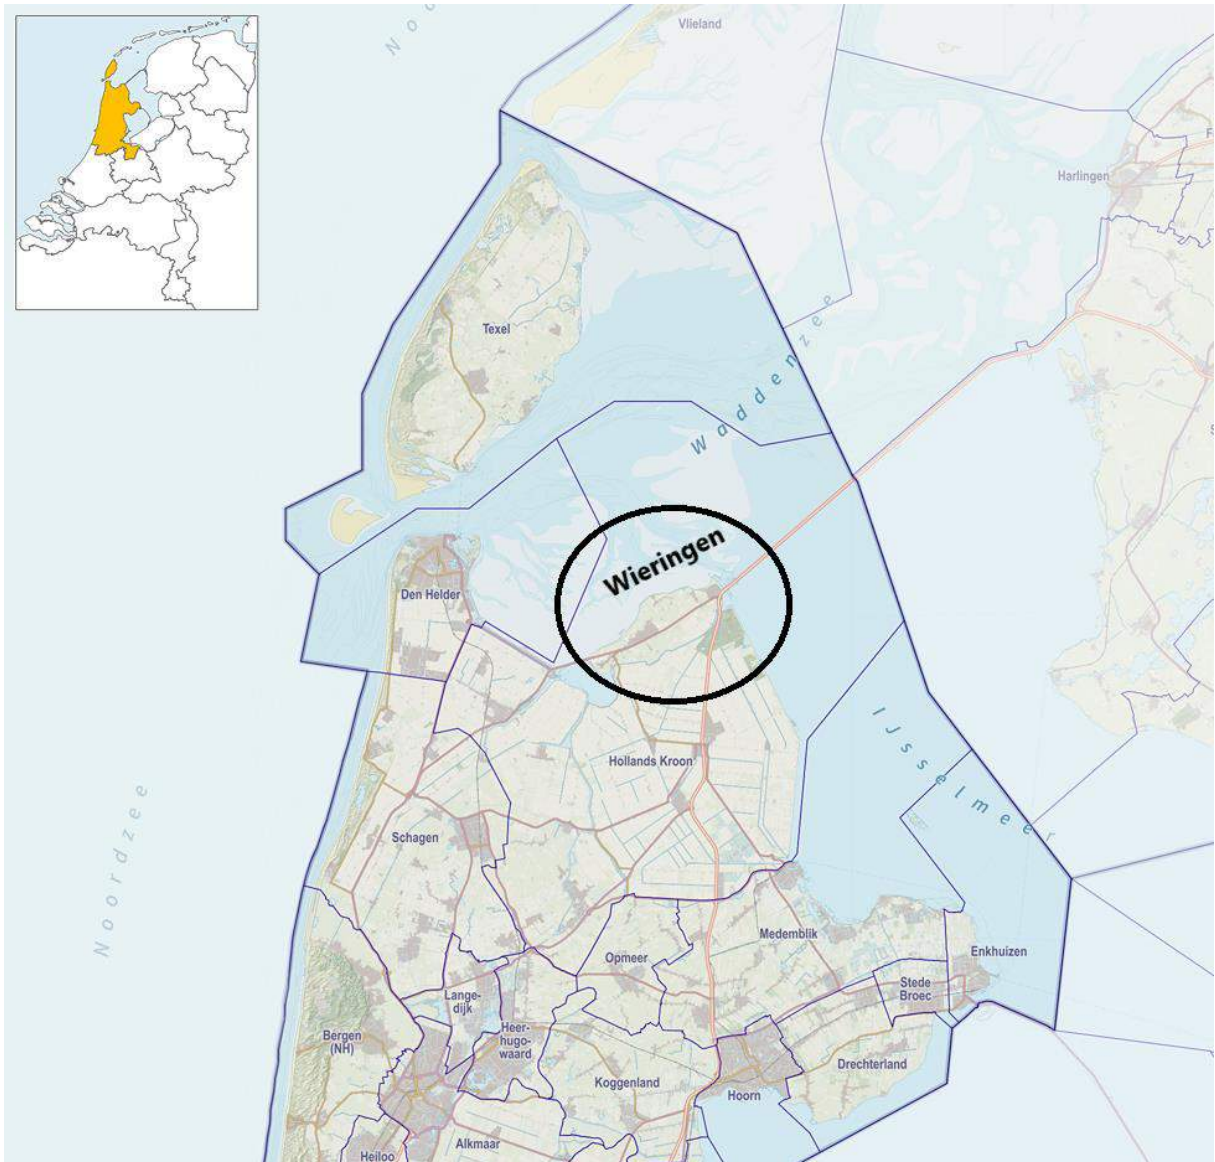 Noo
Vlieland
Harlingen
F
Texel
Waddenzee
S
Wieringen
Den Helder
Hollands Kroon
IJsselmeer
Noordzee
Schagen
Medemblik
Enkhuizen
Opmeer
Stede
Broec
Lange-
dijk
Heer-
hugo-
waard
Bergen
(NH)
Drechterland
Koggenland
Hoorn
Alkmaar
Heiloo